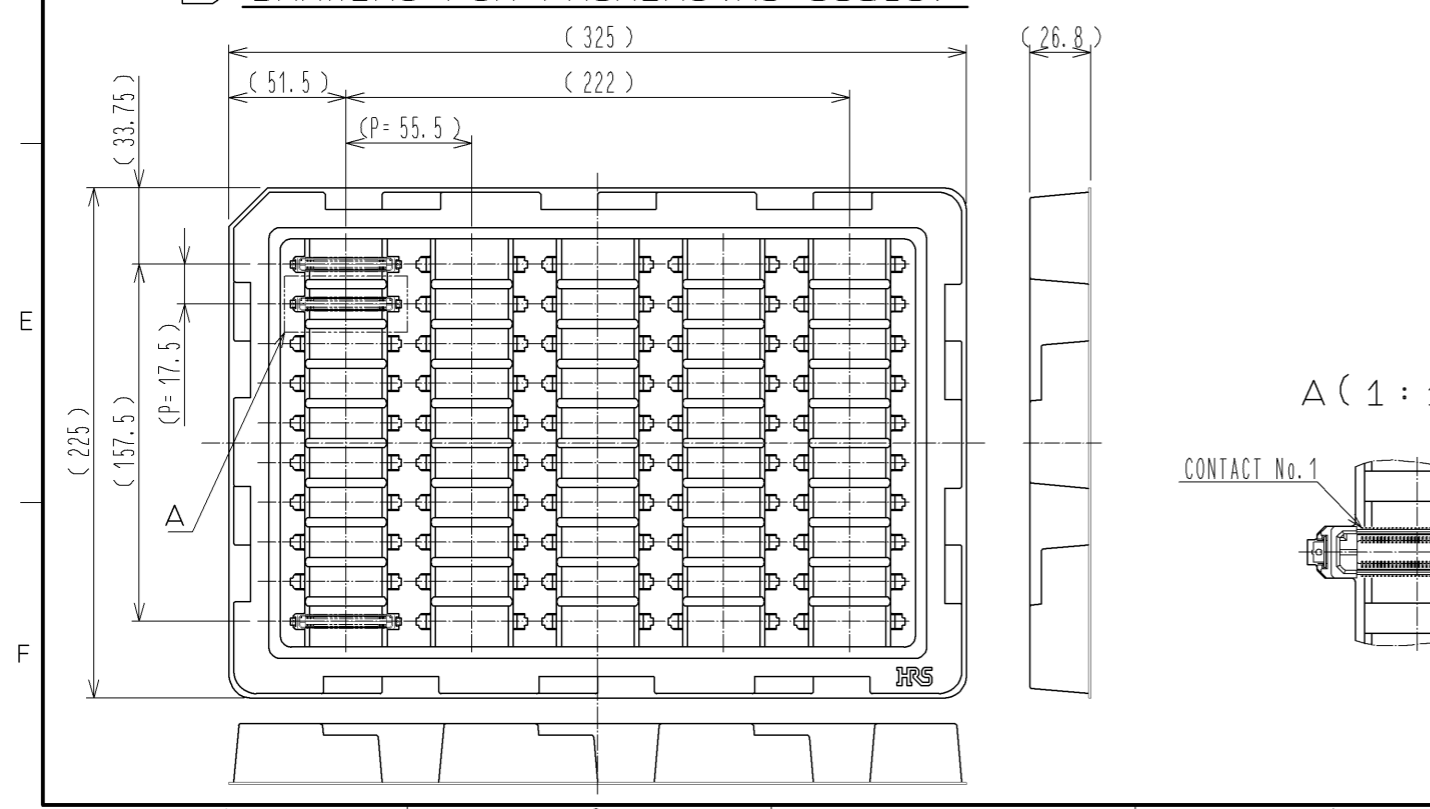 ( 325 )
( 26.8 )
( 51.5 )
( 222 )
( 33.75 )
(P= 55.5 )
E
(P= 17.5 )
( 225 )
( 157.5 )
A
A ( 1 :
CONTACT No.1
F
HRS